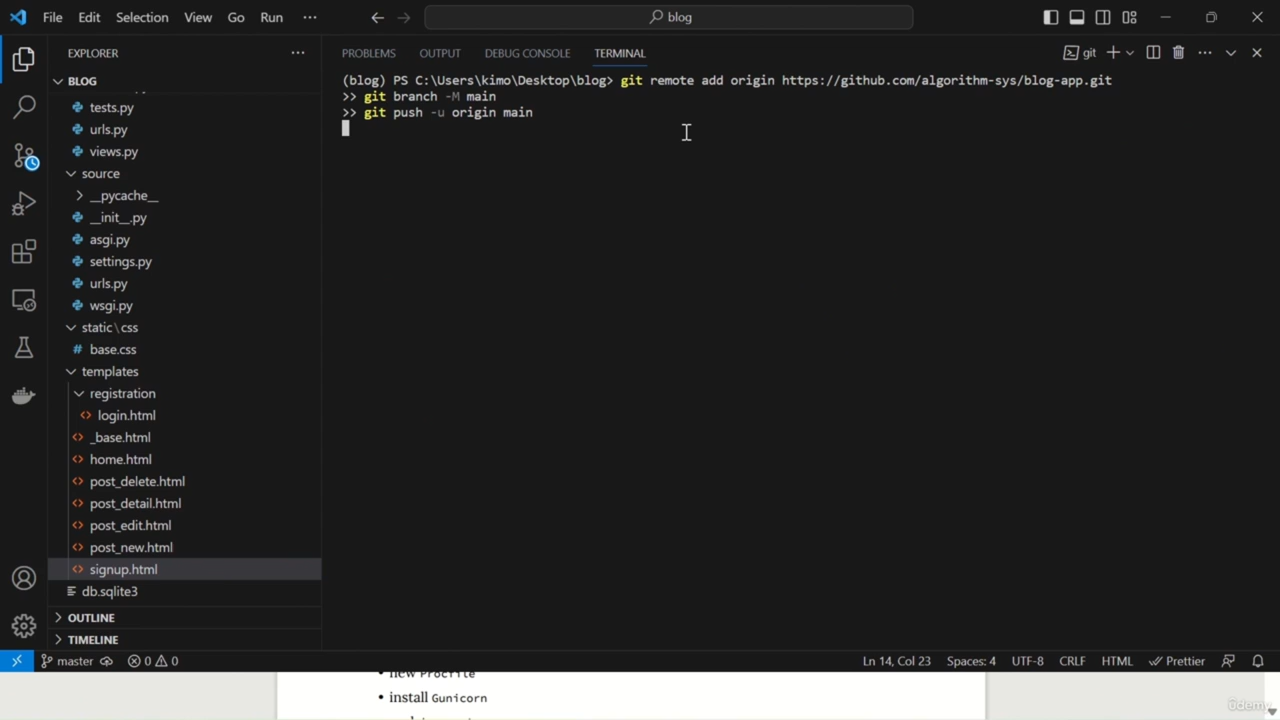 File Edit Selection View Go Run ··· blog
EXPLORER ···
BLOG
tests.py
urls.py
views.py
source
__pycache__
__init__.py
asgi.py
settings.py
urls.py
wsgi.py
static\css
# base.css
templates
registration
<> login.html
<> _base.html
<> home.html
<> post_delete.html
<> post_detail.html
<> post_edit.html
<> post_new.html
<> signup.html
db.sqlite3
OUTLINE
TIMELINE
PROBLEMS OUTPUT DEBUG CONSOLE TERMINAL git
(blog) PS C:\Users\kimo\Desktop\blog> git remote add origin https://github.com/algorithm-sys/blog-app.git
>> git branch -M main
>> git push -u origin main
master 0 0 Ln 14, Col 23 Spaces: 4 UTF-8 CRLF HTML Prettier
• new Procfile
• install Gunicorn
ûdemy